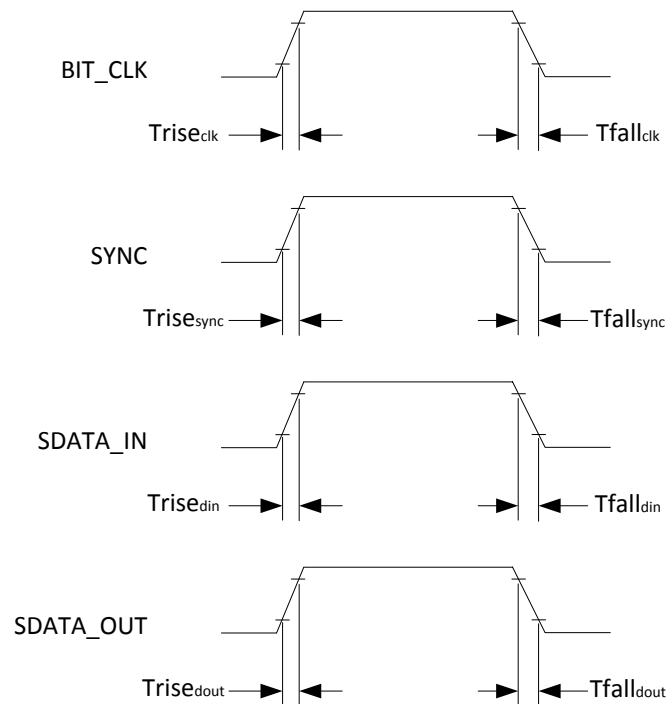 BIT_CLK
Triseclk
Tfallclk
SYNC
Trisesync
Tfallsync
SDATA_IN
Trisedin
Tfalldin
SDATA_OUT
Trisedout
Tfalldout